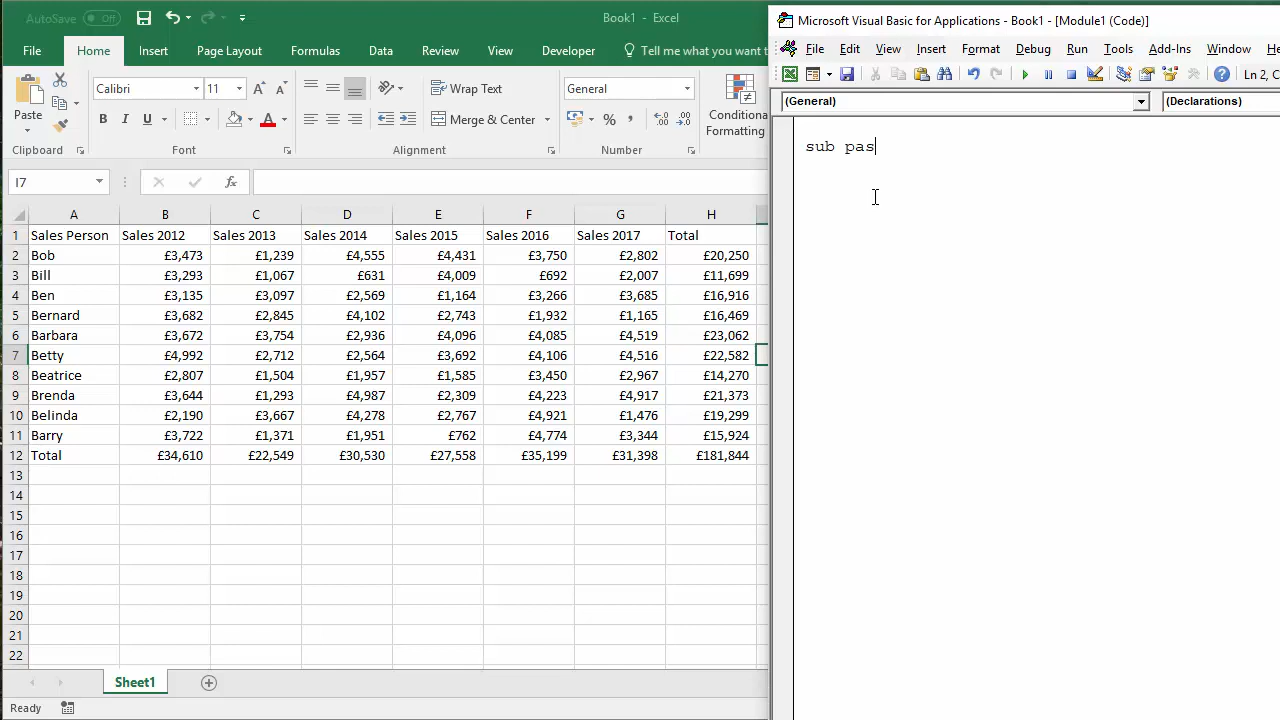 AutoSave Off Book1 - Excel
File Home Insert Page Layout Formulas Data Review View Developer Tell me what you want t
Paste
Calibri 11 A A
Wrap Text
General
B I U A
Merge & Center
% ,
Conditiona
Formatting
Clipboard Font Alignment Number
I7 fx
A B C D E F G H
1 Sales Person Sales 2012 Sales 2013 Sales 2014 Sales 2015 Sales 2016 Sales 2017 Total
2 Bob £3,473 £1,239 £4,555 £4,431 £3,750 £2,802 £20,250
3 Bill £3,293 £1,067 £631 £4,009 £692 £2,007 £11,699
4 Ben £3,135 £3,097 £2,569 £1,164 £3,266 £3,685 £16,916
5 Bernard £3,682 £2,845 £4,102 £2,743 £1,932 £1,165 £16,469
6 Barbara £3,672 £3,754 £2,936 £4,096 £4,085 £4,519 £23,062
7 Betty £4,992 £2,712 £2,564 £3,692 £4,106 £4,516 £22,582
8 Beatrice £2,807 £1,504 £1,957 £1,585 £3,450 £2,967 £14,270
9 Brenda £3,644 £1,293 £4,987 £2,309 £4,223 £4,917 £21,373
10 Belinda £2,190 £3,667 £4,278 £2,767 £4,921 £1,476 £19,299
11 Barry £3,722 £1,371 £1,951 £762 £4,774 £3,344 £15,924
12 Total £34,610 £22,549 £30,530 £27,558 £35,199 £31,398 £181,844
13
14
15
16
17
18
19
20
21
22
Sheet1
Ready
Microsoft Visual Basic for Applications - Book1 - [Module1 (Code)]
File Edit View Insert Format Debug Run Tools Add-Ins Window He
Ln 2, C
(General) (Declarations)
sub pas